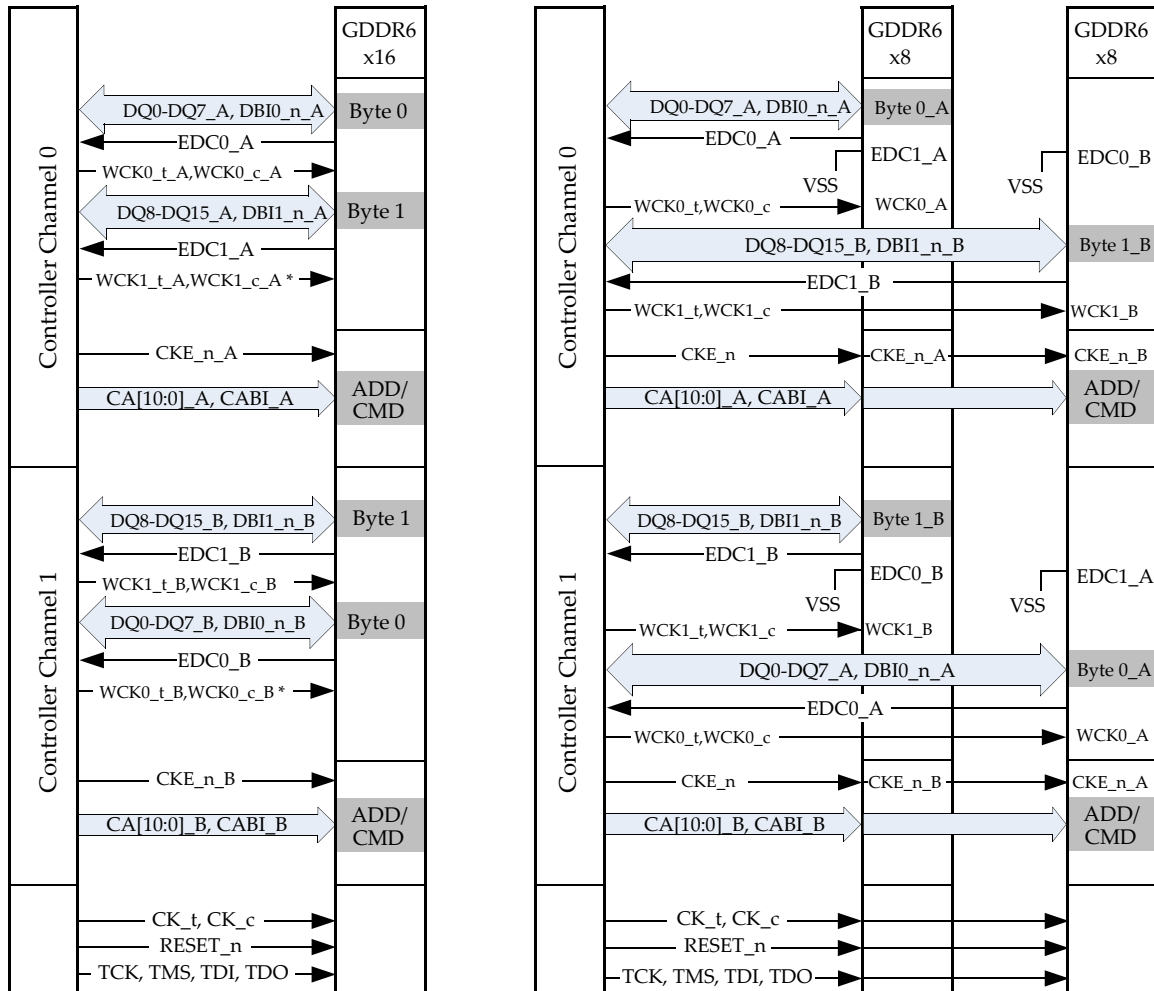 GDDR6
x16
Controller Channel 0
DQ0-DQ7_A, DBI0_n_A
Byte 0
EDC0_A
WCK0_t_A,WCK0_c_A
DQ8-DQ15_A, DBI1_n_A
Byte 1
EDC1_A
WCK1_t_A,WCK1_c_A *
CKE_n_A
CA[10:0]_A, CABI_A
ADD/
CMD
Controller Channel 1
DQ8-DQ15_B, DBI1_n_B
Byte 1
EDC1_B
WCK1_t_B,WCK1_c_B
DQ0-DQ7_B, DBI0_n_B
Byte 0
EDC0_B
WCK0_t_B,WCK0_c_B *
CKE_n_B
CA[10:0]_B, CABI_B
ADD/
CMD
CK_t, CK_c
RESET_n
TCK, TMS, TDI, TDO
GDDR6
x8
GDDR6
x8
Controller Channel 0
DQ0-DQ7_A, DBI0_n_A
Byte 0_A
EDC0_A
EDC1_A
VSS
EDC0_B
VSS
WCK0_t,WCK0_c
WCK0_A
DQ8-DQ15_B, DBI1_n_B
Byte 1_B
EDC1_B
WCK1_t,WCK1_c
WCK1_B
CKE_n
CKE_n_A
CKE_n_B
CA[10:0]_A, CABI_A
ADD/
CMD
Controller Channel 1
DQ8-DQ15_B, DBI1_n_B
Byte 1_B
EDC1_B
EDC0_B
VSS
EDC1_A
VSS
WCK1_t,WCK1_c
WCK1_B
DQ0-DQ7_A, DBI0_n_A
Byte 0_A
EDC0_A
WCK0_t,WCK0_c
WCK0_A
CKE_n
CKE_n_B
CKE_n_A
CA[10:0]_B, CABI_B
ADD/
CMD
CK_t, CK_c
RESET_n
TCK, TMS, TDI, TDO